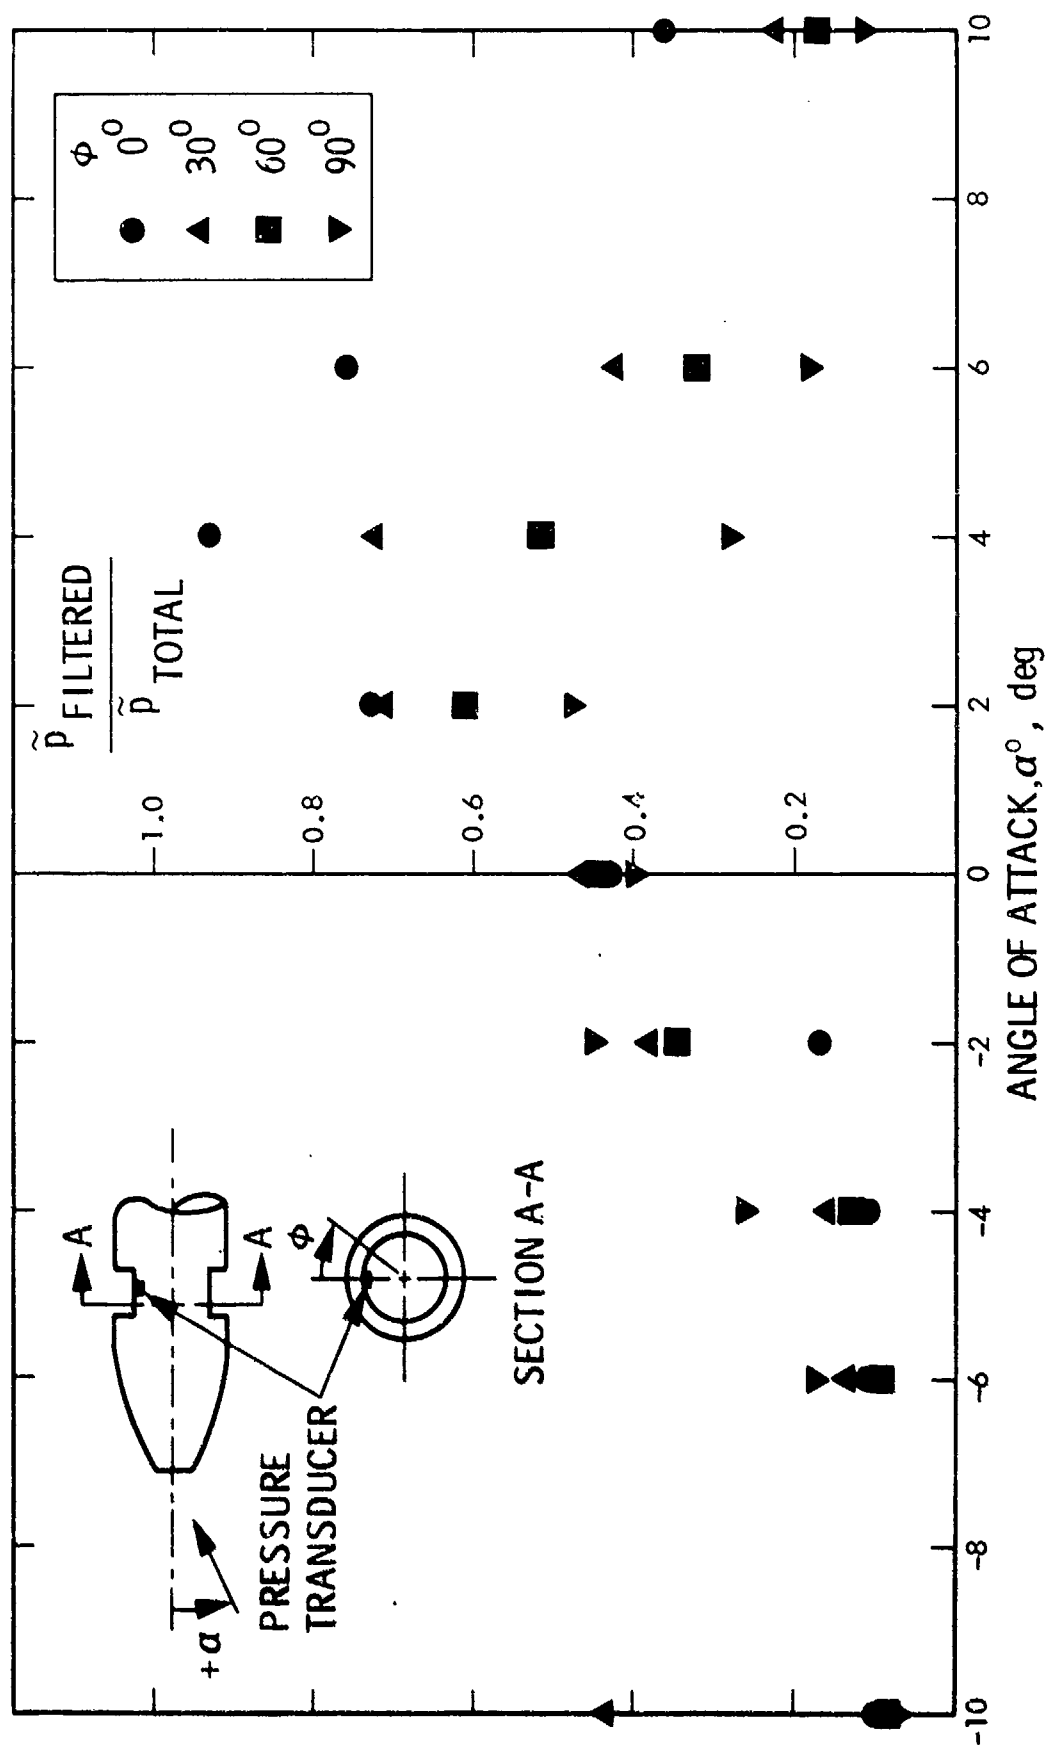 p̃ FILTERED
p̃ TOTAL
ϕ
● 0°
▲ 30°
■ 60°
▼ 90°
A
A
ϕ
+α
PRESSURE
TRANSDUCER
SECTION A-A
1.0
0.8
0.6
0.4
0.2
-10
-8
-6
-4
-2
0
2
4
6
8
10
ANGLE OF ATTACK, α°, deg